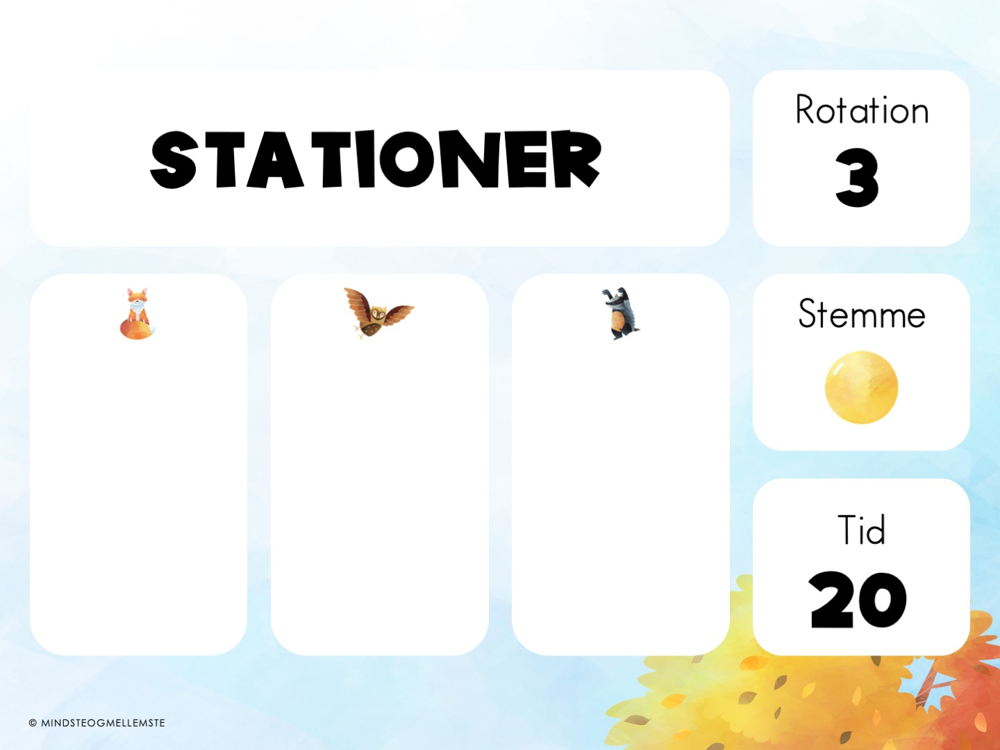 STATIONER
Rotation
3
Stemme
Tid
20
© MINDSTEOGMELLEMSTE